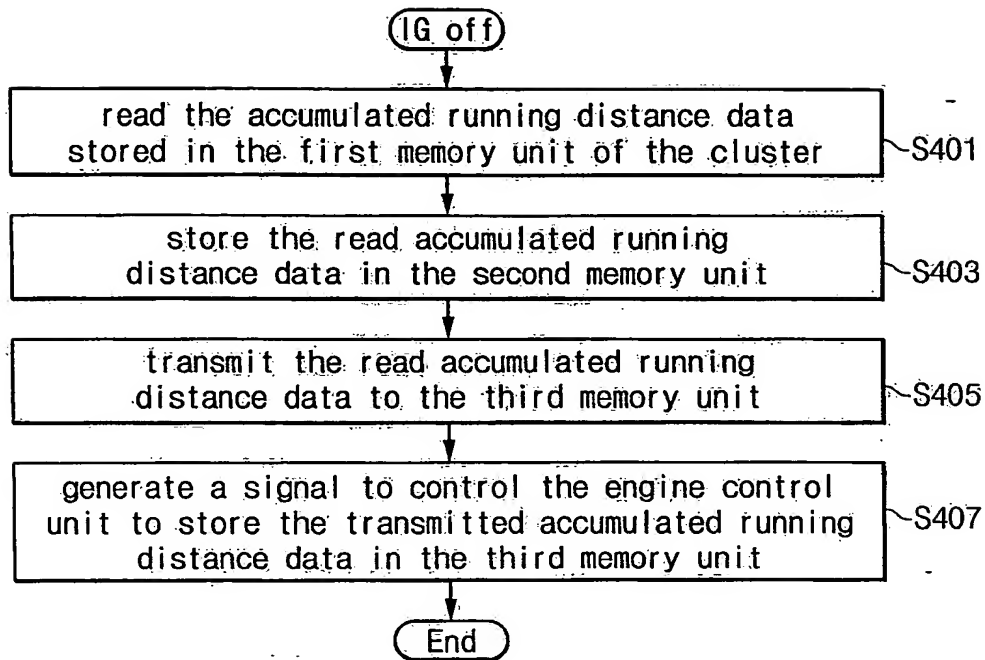 IG off
read the accumulated running distance data
stored in the first memory unit of the cluster
S401
store the read accumulated running
distance data in the second memory unit
S403
transmit the read accumulated running
distance data to the third memory unit
S405
generate a signal to control the engine control
unit to store the transmitted accumulated running
distance data in the third memory unit
S407
End